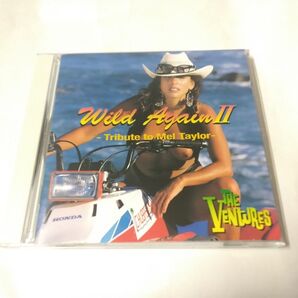 Wild Again II
- Tribute to Mel Taylor -
HONDA
THE
VENTURES